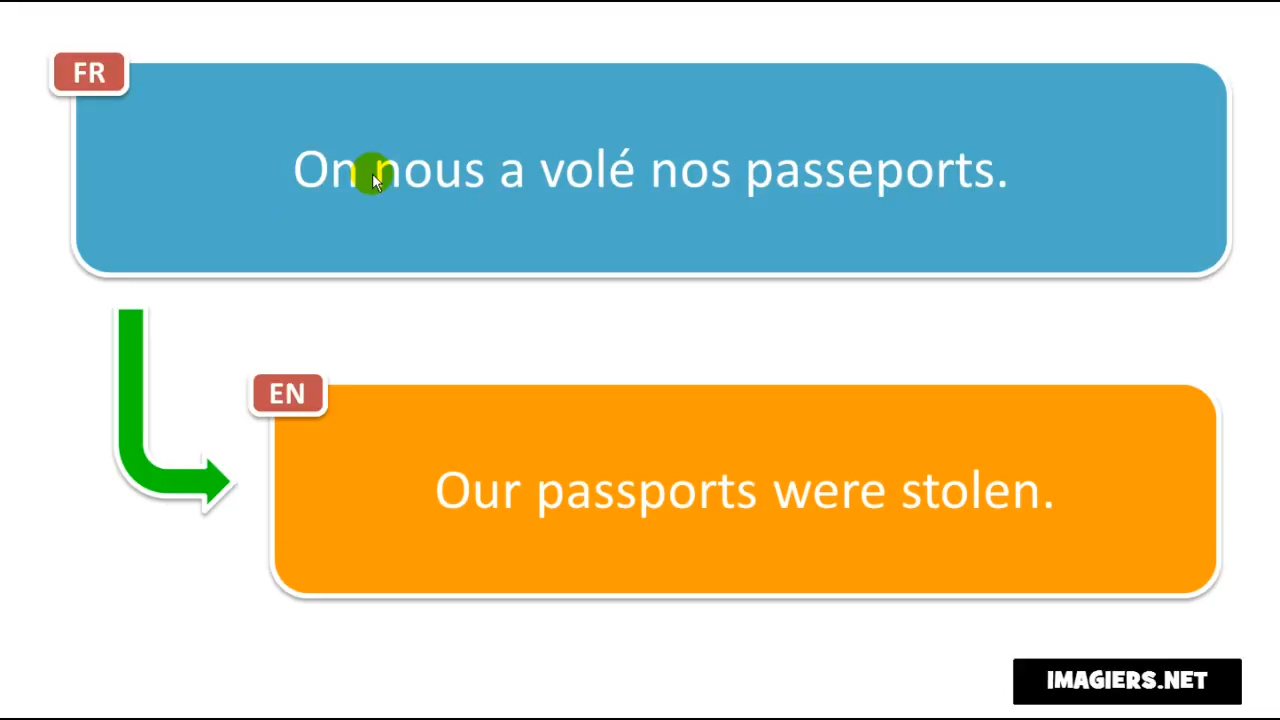 FR
On nous a volé nos passeports.
EN
Our passports were stolen.
IMAGIERS.NET